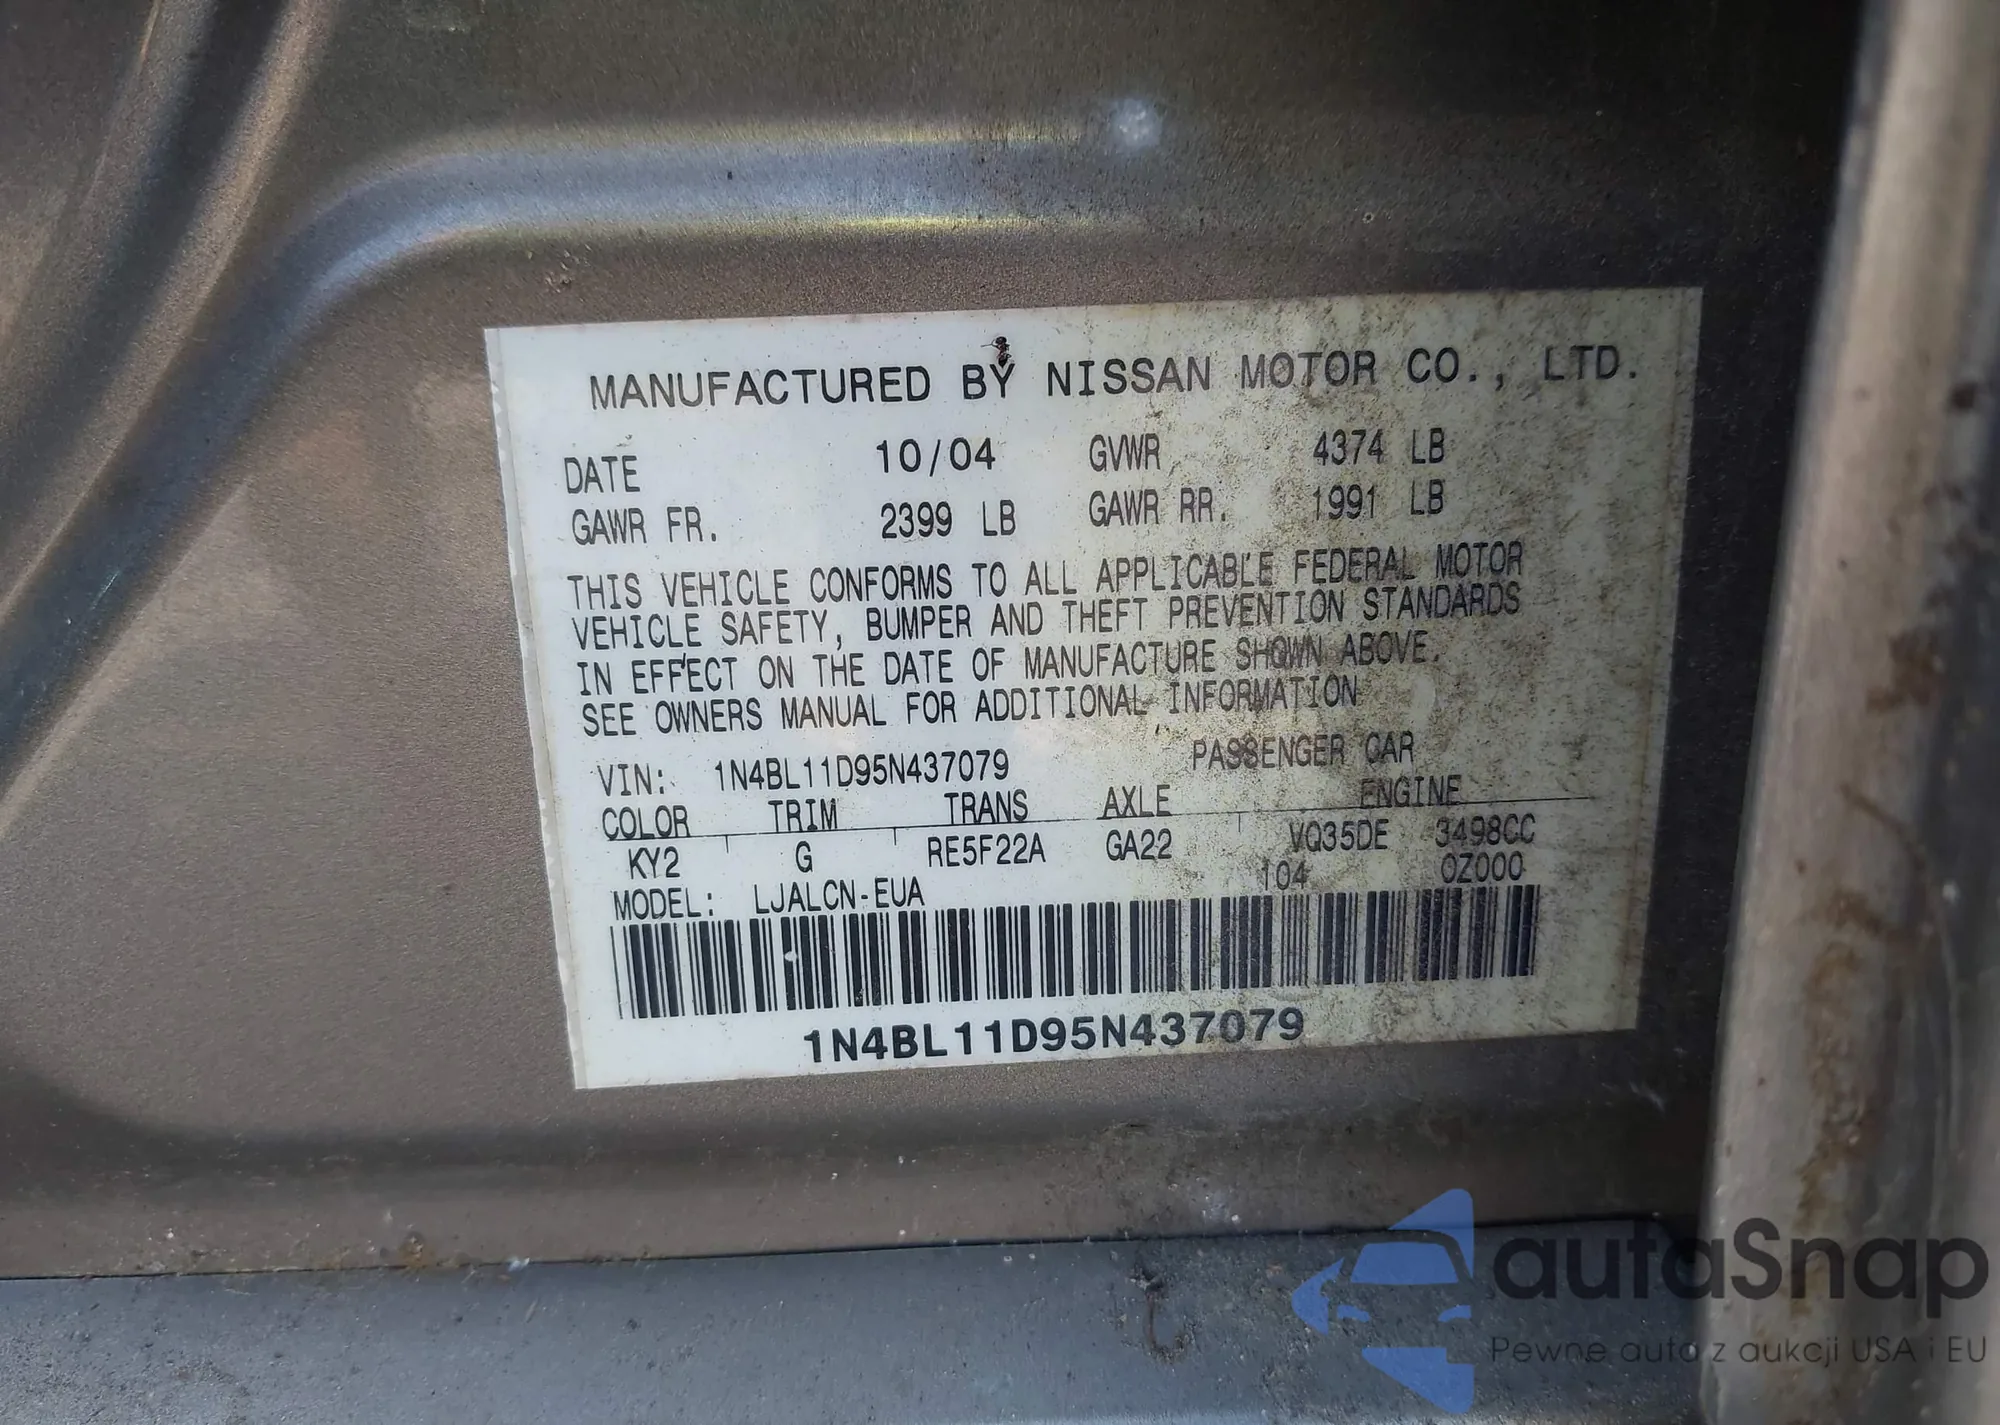 MANUFACTURED BY NISSAN MOTOR CO., LTD.
DATE 10/04 GVWR 4374 LB
GAWR FR. 2399 LB GAWR RR. 1991 LB
THIS VEHICLE CONFORMS TO ALL APPLICABLE FEDERAL MOTOR
VEHICLE SAFETY, BUMPER AND THEFT PREVENTION STANDARDS
IN EFFECT ON THE DATE OF MANUFACTURE SHOWN ABOVE.
SEE OWNERS MANUAL FOR ADDITIONAL INFORMATION
VIN: 1N4BL11D95N437079 PASSENGER CAR
COLOR TRIM TRANS AXLE ENGINE
KY2 G RE5F22A GA22 VQ35DE 3498CC
104 0Z000
MODEL: LJALCN-EUA
1N4BL11D95N437079
autaSnap
Pewne auta z aukcji USA i EU